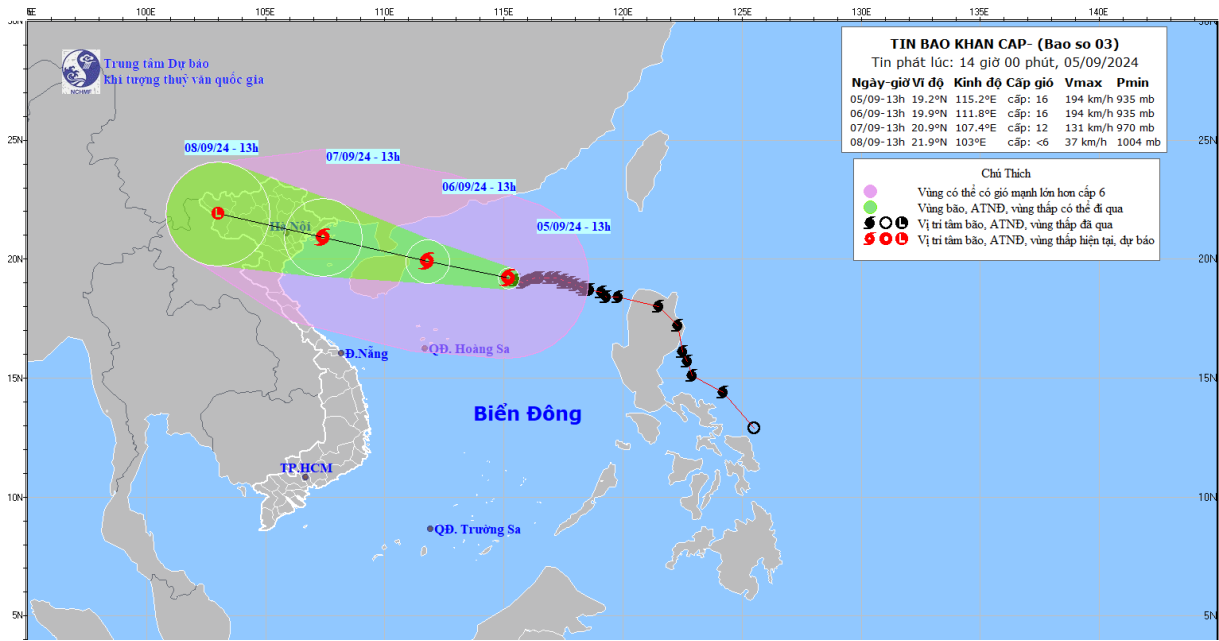 100E
105E
110E
115E
120E
125E
130E
135E
140E
TIN BAO KHAN CAP- (Bao so 03)
Tin phát lúc: 14 giờ 00 phút, 05/09/2024
Ngày-giờ Vĩ độ Kinh độ Cấp gió Vmax Pmin
05/09-13h 19.2°N 115.2°E cấp: 16 194 km/h 935 mb
06/09-13h 19.9°N 111.8°E cấp: 16 194 km/h 935 mb
07/09-13h 20.9°N 107.4°E cấp: 12 131 km/h 970 mb
08/09-13h 21.9°N 103°E cấp: <6 37 km/h 1004 mb
Trung tâm Dự báo
khí tượng thuỷ văn quốc gia
NCHMF
25N
25N
08/09/24 - 13h
07/09/24 - 13h
06/09/24 - 13h
05/09/24 - 13h
Chú Thích
Vùng có thể có gió mạnh lớn hơn cấp 6
Vùng bão, ATNĐ, vùng thấp có thể đi qua
L Vị trí tâm bão, ATNĐ, vùng thấp đã qua
L Vị trí tâm bão, ATNĐ, vùng thấp hiện tại, dự báo
L
Hà Nội
20N
20N
QĐ. Hoàng Sa
Đ.Nẵng
15N
15N
Biển Đông
TP.HCM
10N
10N
QĐ. Trường Sa
5N
5N